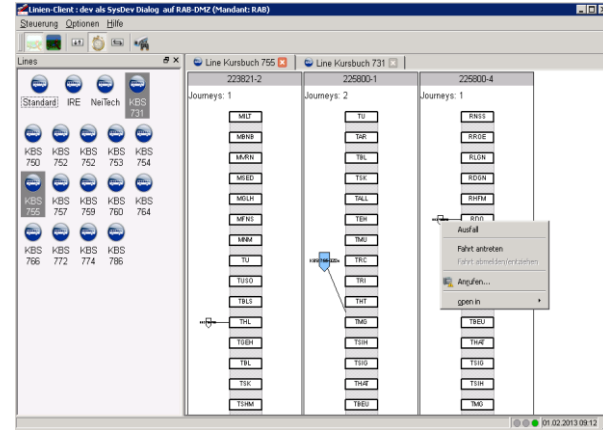 Linien-Client : dev als SysDev Dialog auf RAB-DMZ (Mandant: RAB)
Steuerung Optionen Hilfe
Lines
Line Kursbuch 755
Line Kursbuch 731
Standard
IRE
NeiTech
KBS 731
KBS 750
KBS 752
KBS 752
KBS 753
KBS 754
KBS 755
KBS 757
KBS 759
KBS 760
KBS 764
KBS 766
KBS 772
KBS 774
KBS 786
223821-2
Journeys: 1
MILT
MBNB
MMRN
MSED
MGLH
MFNS
MNM
TU
TUSO
TBLS
THL
TGEH
TBL
TSK
TSHM
225800-1
Journeys: 2
TU
TAR
TBL
TSK
TALL
TEH
TMU
TRC
TRI
THT
TMG
TSIH
TSIG
THAT
TBEU
225800-4
Journeys: 1
RNSS
RROE
RLGN
RDGN
RHFM
RDO
TBEU
THAT
TSIG
TSIH
TMG
Ausfall
Fahrt antreten
Fahrt abmelden/entziehen
Anrufen...
open in
01.02.2013 09:12